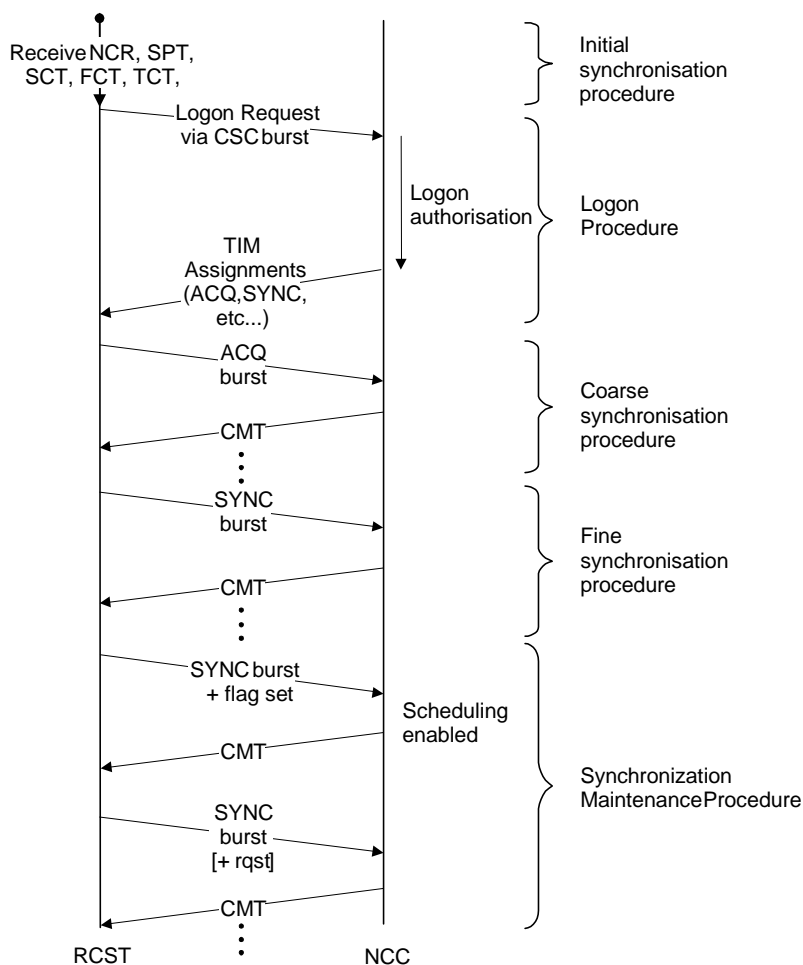 Receive NCR, SPT,
SCT, FCT, TCT,
Initial
synchronisation
procedure
Logon Request
via CSC burst
Logon
authorisation
Logon
Procedure
TIM
Assignments
(ACQ,SYNC,
etc...)
ACQ
burst
CMT
Coarse
synchronisation
procedure
SYNC
burst
CMT
Fine
synchronisation
procedure
SYNC burst
+ flag set
Scheduling
enabled
CMT
Synchronization
Maintenance Procedure
SYNC
burst
[+ rqst]
CMT
RCST
NCC